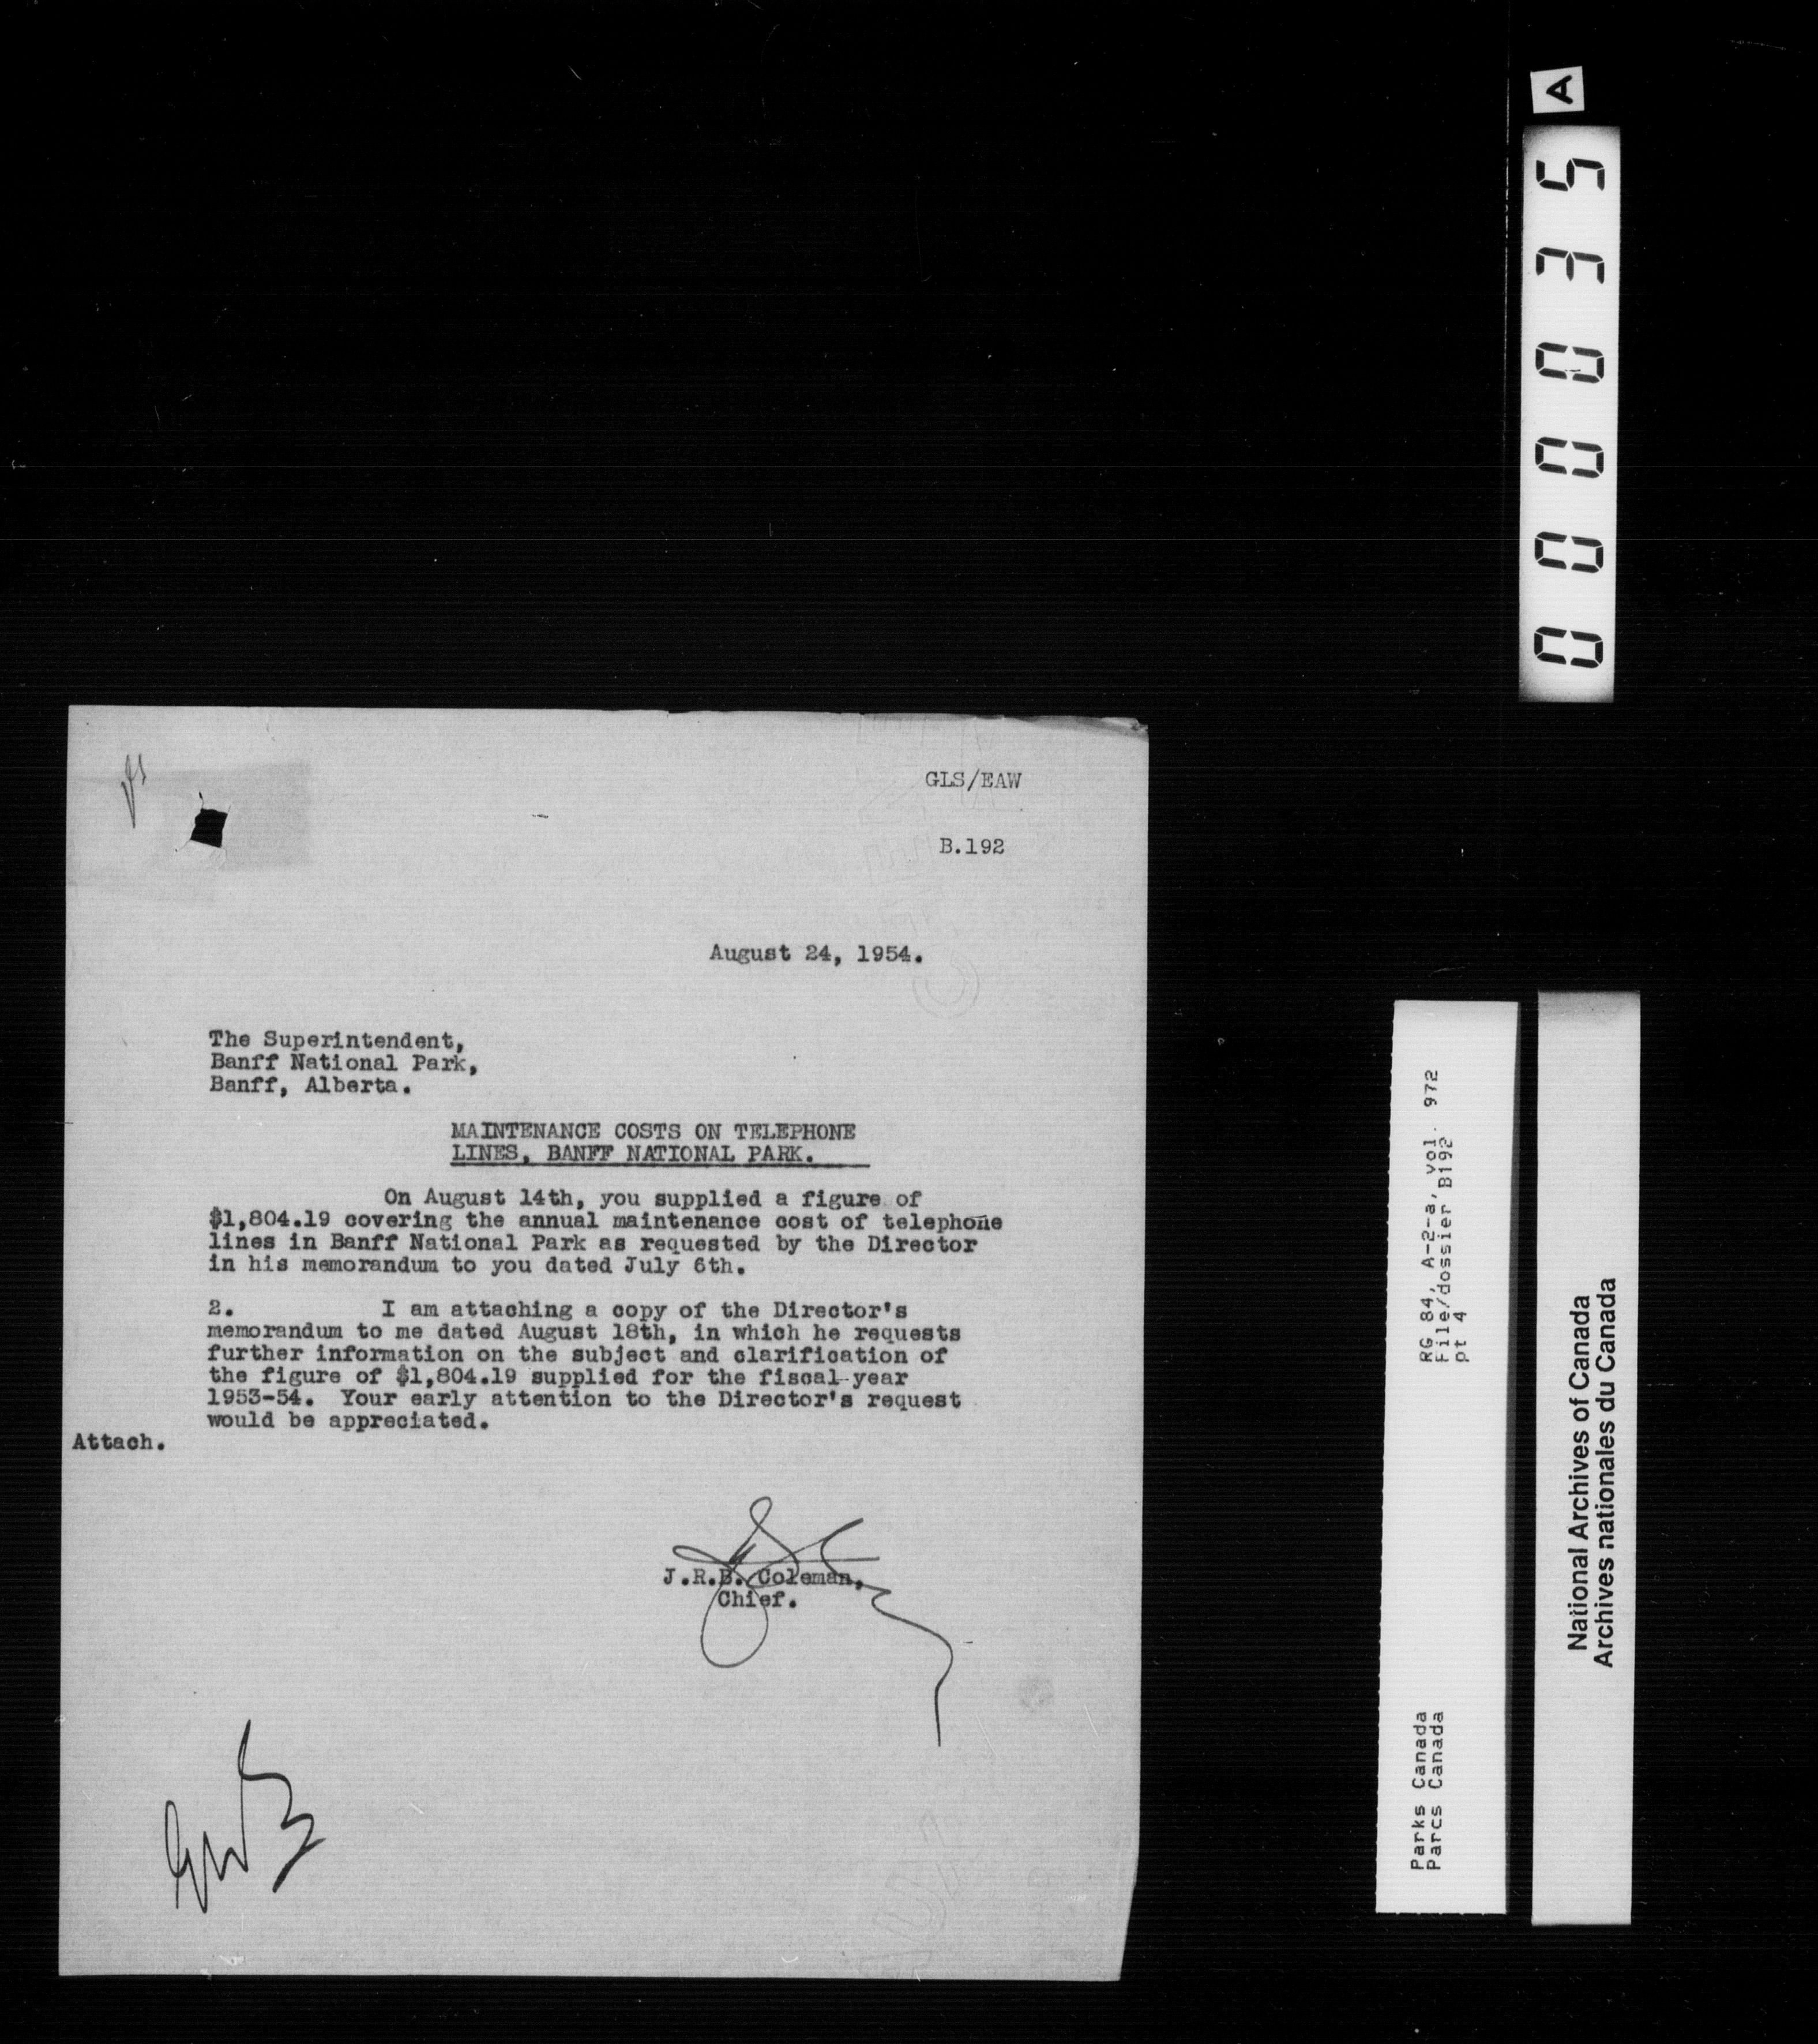 GLS/EAW
B.192
August 24, 1954.
The Superintendent,
Banff National Park,
Banff, Alberta.
MAINTENANCE COSTS ON TELEPHONE
LINES, BANFF NATIONAL PARK.
On August 14th, you supplied a figure of
$1,804.19 covering the annual maintenance cost of telephone
lines in Banff National Park as requested by the Director
in his memorandum to you dated July 6th.
2. I am attaching a copy of the Director's
memorandum to me dated August 18th, in which he requests
further information on the subject and clarification of
the figure of $1,804.19 supplied for the fiscal year
1953-54. Your early attention to the Director's request
would be appreciated.
Attach.
J.R.B. Coleman,
Chief.
000035
A
RG 84, A-2-a, vol. 972
File/dossier B192
pt 4
Parks Canada
Parcs Canada
National Archives of Canada
Archives nationales du Canada